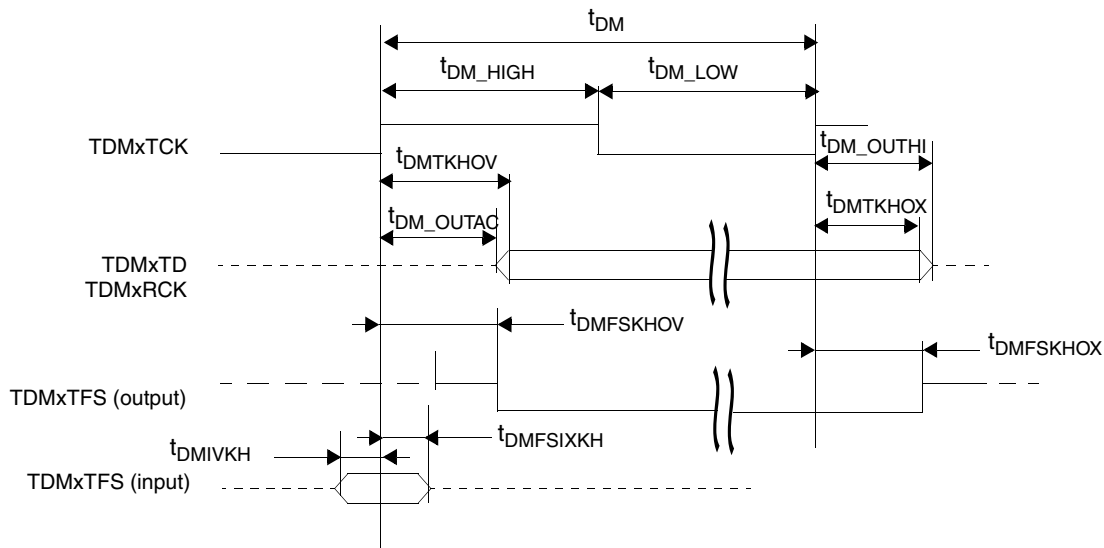 tDM
tDM_HIGH
tDM_LOW
TDMxTCK
tDM_OUTHI
tDMTKHOV
tDMTKHOX
tDM_OUTAC
TDMxTD
TDMxRCK
tDMFSKHOV
tDMFSKHOX
TDMxTFS (output)
tDMIVKH
tDMFSIXKH
TDMxTFS (input)